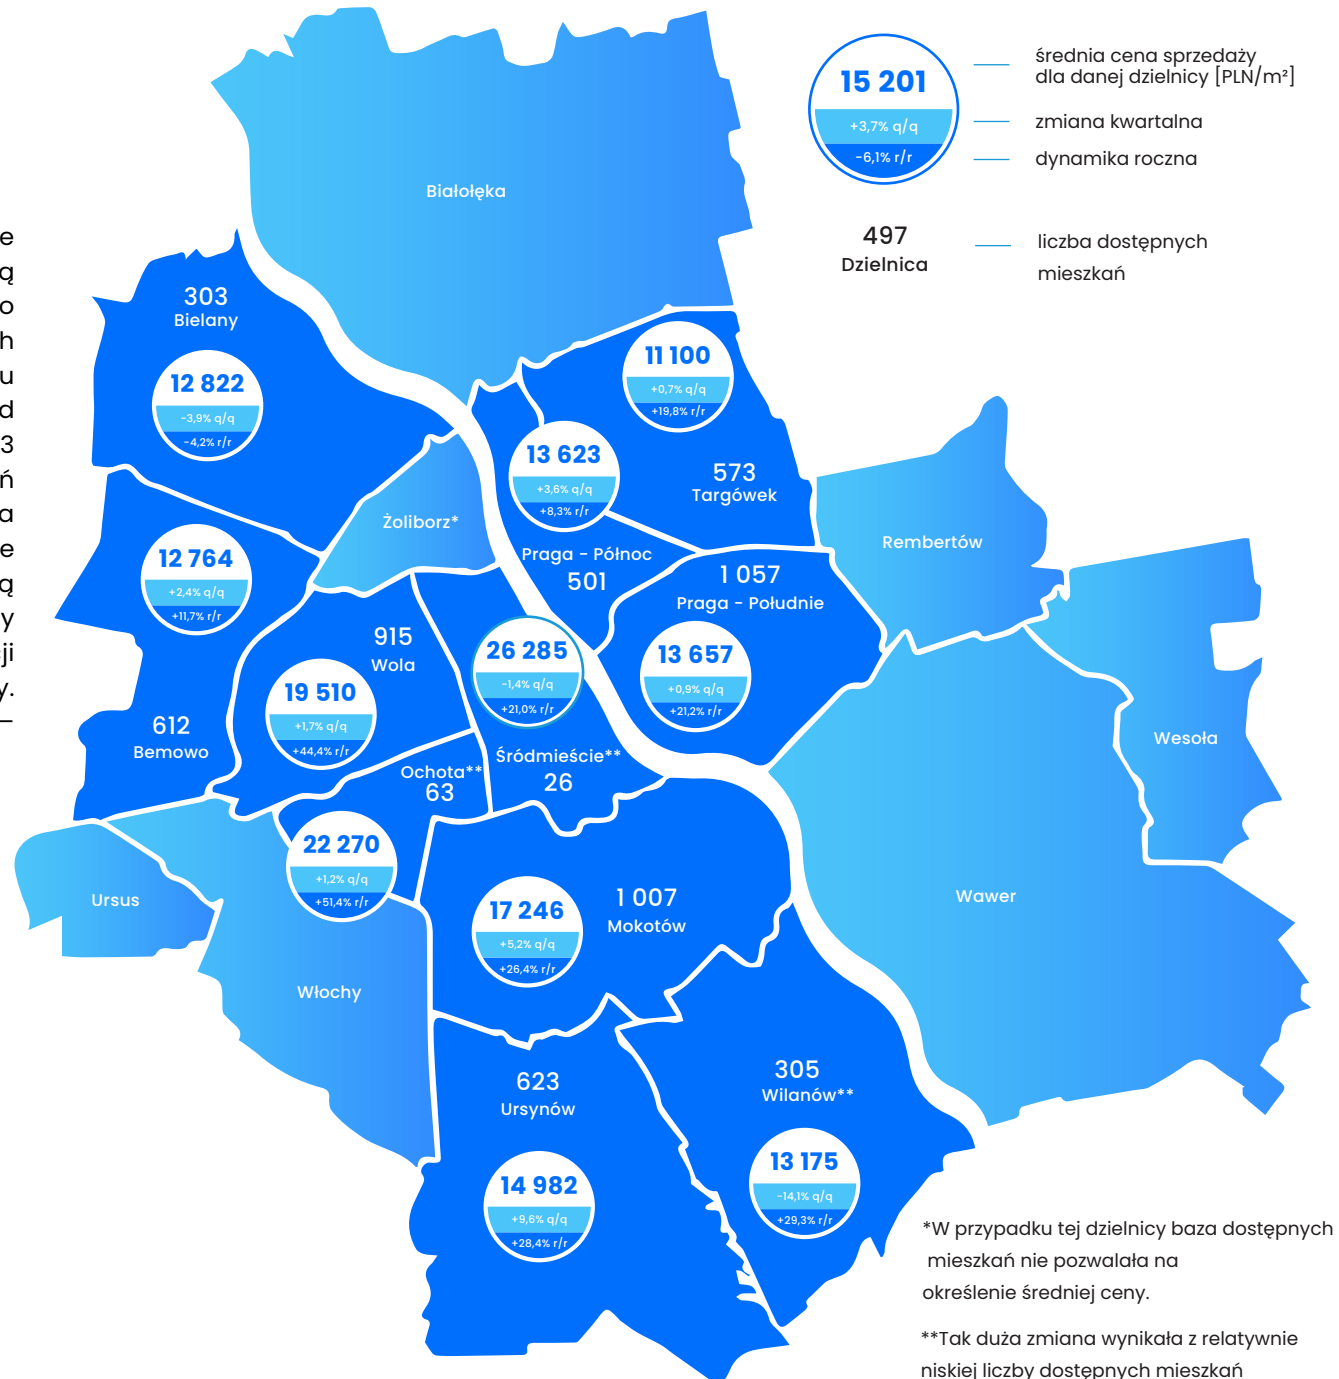 e
ą
o
h
u
d
3
ń
a
e
ą
y
ji
y.
–
15 201
+3,7% q/q
-6,1% r/r
średnia cena sprzedaży
dla danej dzielnicy [PLN/m²]
zmiana kwartalna
dynamika roczna
497
Dzielnica
liczba dostępnych
mieszkań
Białołęka
303
Bielany
12 822
-3,9% q/q
-4,2% r/r
11 100
+0,7% q/q
+19,8% r/r
573
Targówek
13 623
+3,6% q/q
+8,3% r/r
Praga - Północ
501
Żoliborz*
Rembertów
12 764
+2,4% q/q
+11,7% r/r
612
Bemowo
915
Wola
19 510
+1,7% q/q
+44,4% r/r
26 285
-1,4% q/q
+21,0% r/r
Śródmieście**
26
1 057
Praga - Południe
13 657
+0,9% q/q
+21,2% r/r
Wesoła
Ochota**
63
22 270
+1,2% q/q
+51,4% r/r
Ursus
Włochy
1 007
Mokotów
17 246
+5,2% q/q
+26,4% r/r
Wawer
623
Ursynów
14 982
+9,6% q/q
+28,4% r/r
305
Wilanów**
13 175
-14,1% q/q
+29,3% r/r
*W przypadku tej dzielnicy baza dostępnych
mieszkań nie pozwalała na
określenie średniej ceny.
**Tak duża zmiana wynikała z relatywnie
niskiej liczby dostępnych mieszkań